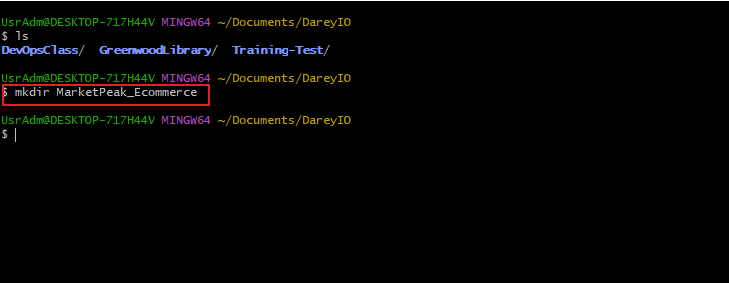 UsrAdm@DESKTOP-717H44V MINGW64 ~/Documents/DareyIO
$ ls
DevOpsClass/  GreenwoodLibrary/  Training-Test/
UsrAdm@DESKTOP-717H44V MINGW64 ~/Documents/DareyIO
$ mkdir MarketPeak_Ecommerce
UsrAdm@DESKTOP-717H44V MINGW64 ~/Documents/DareyIO
$